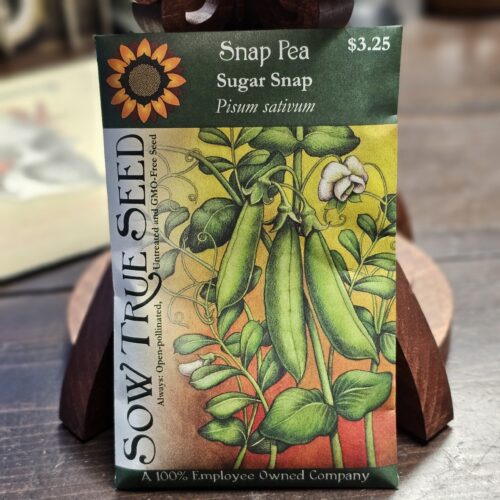 Snap Pea
$3.25
Sugar Snap
Pisum sativum
SOW TRUE SEED
Always: Open-pollinated, Untreated and GMO-Free Seed
A 100% Employee Owned Company